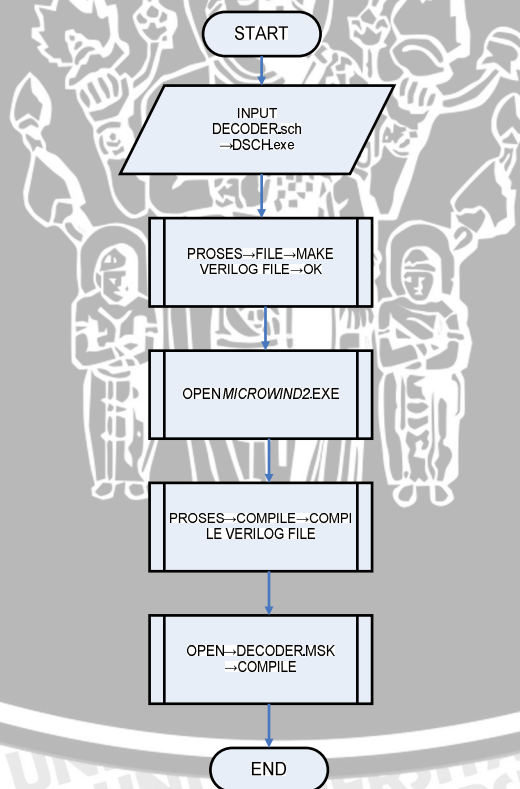 START
INPUT
DECODER.sch
→DSCH.exe
PROSES→FILE→MAKE
VERILOG FILE→OK
OPEN MICROWIND2.EXE
PROSES→COMPILE→COMPI
LE VERILOG FILE
OPEN→DECODER.MSK
→COMPILE
END